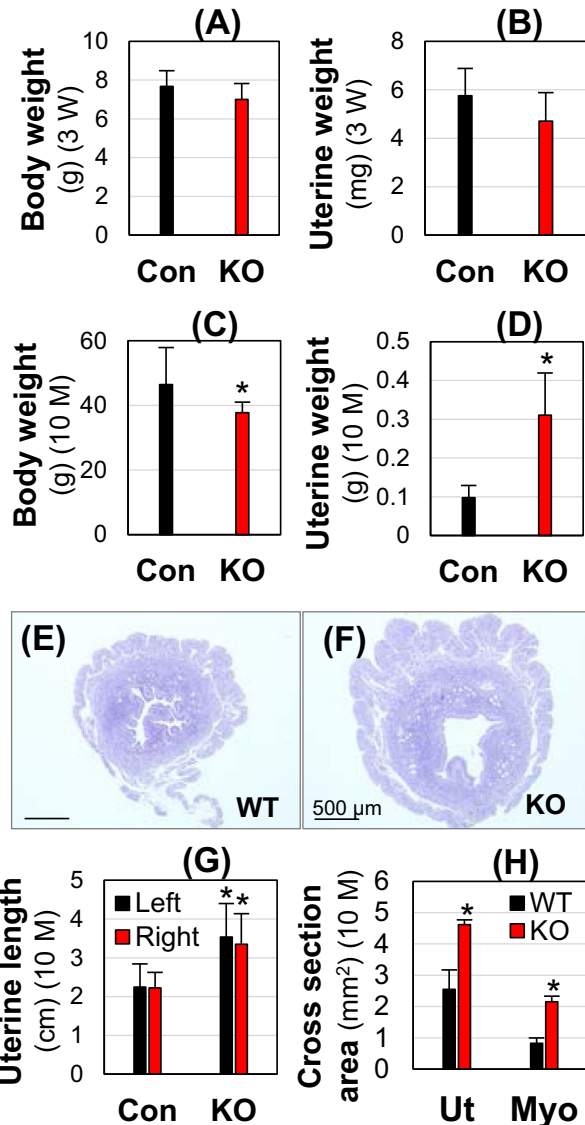 (A)
Body weight
(g) (3 W)
10
8
6
4
2
0
Con KO
(B)
Uterine weight
(mg) (3 W)
8
6
4
2
0
Con KO
(C)
Body weight
(g) (10 M)
60
40
20
0
*
Con KO
(D)
Uterine weight
(g) (10 M)
0.5
0.4
0.3
0.2
0.1
0
*
Con KO
(E)
WT
(F)
500 µm
KO
(G)
Uterine length
(cm) (10 M)
5
4
3
2
1
0
Left
Right
* *
Con KO
(H)
Cross section
area (mm²) (10 M)
6
5
4
3
2
1
0
WT
KO
*
*
Ut Myo